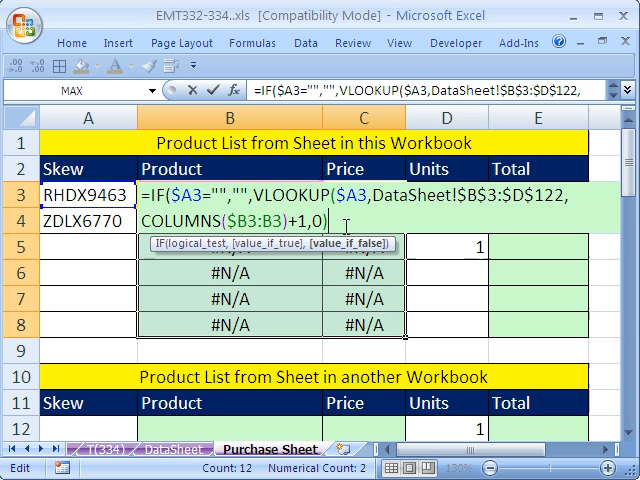 EMT332-334..xls [Compatibility Mode] - Microsoft Excel
Home Insert Page Layout Formulas Data Review View Developer Add-Ins
MAX =IF($A3="","",VLOOKUP($A3,DataSheet!$B$3:$D$122,
A B C D E
1 Product List from Sheet in this Workbook
2 Skew Product Price Units Total
3 RHDX9463 =IF($A3="","",VLOOKUP($A3,DataSheet!$B$3:$D$122,
4 ZDLX6770 COLUMNS($B3:B3)+1,0)
IF(logical_test, [value_if_true], [value_if_false])
5 #N/A #N/A 1
6 #N/A #N/A
7 #N/A #N/A
8 #N/A #N/A
9
10 Product List from Sheet in another Workbook
11 Skew Product Price Units Total
12 1
T(334) DataSheet Purchase Sheet
Edit Count: 12 Numerical Count: 2 130%